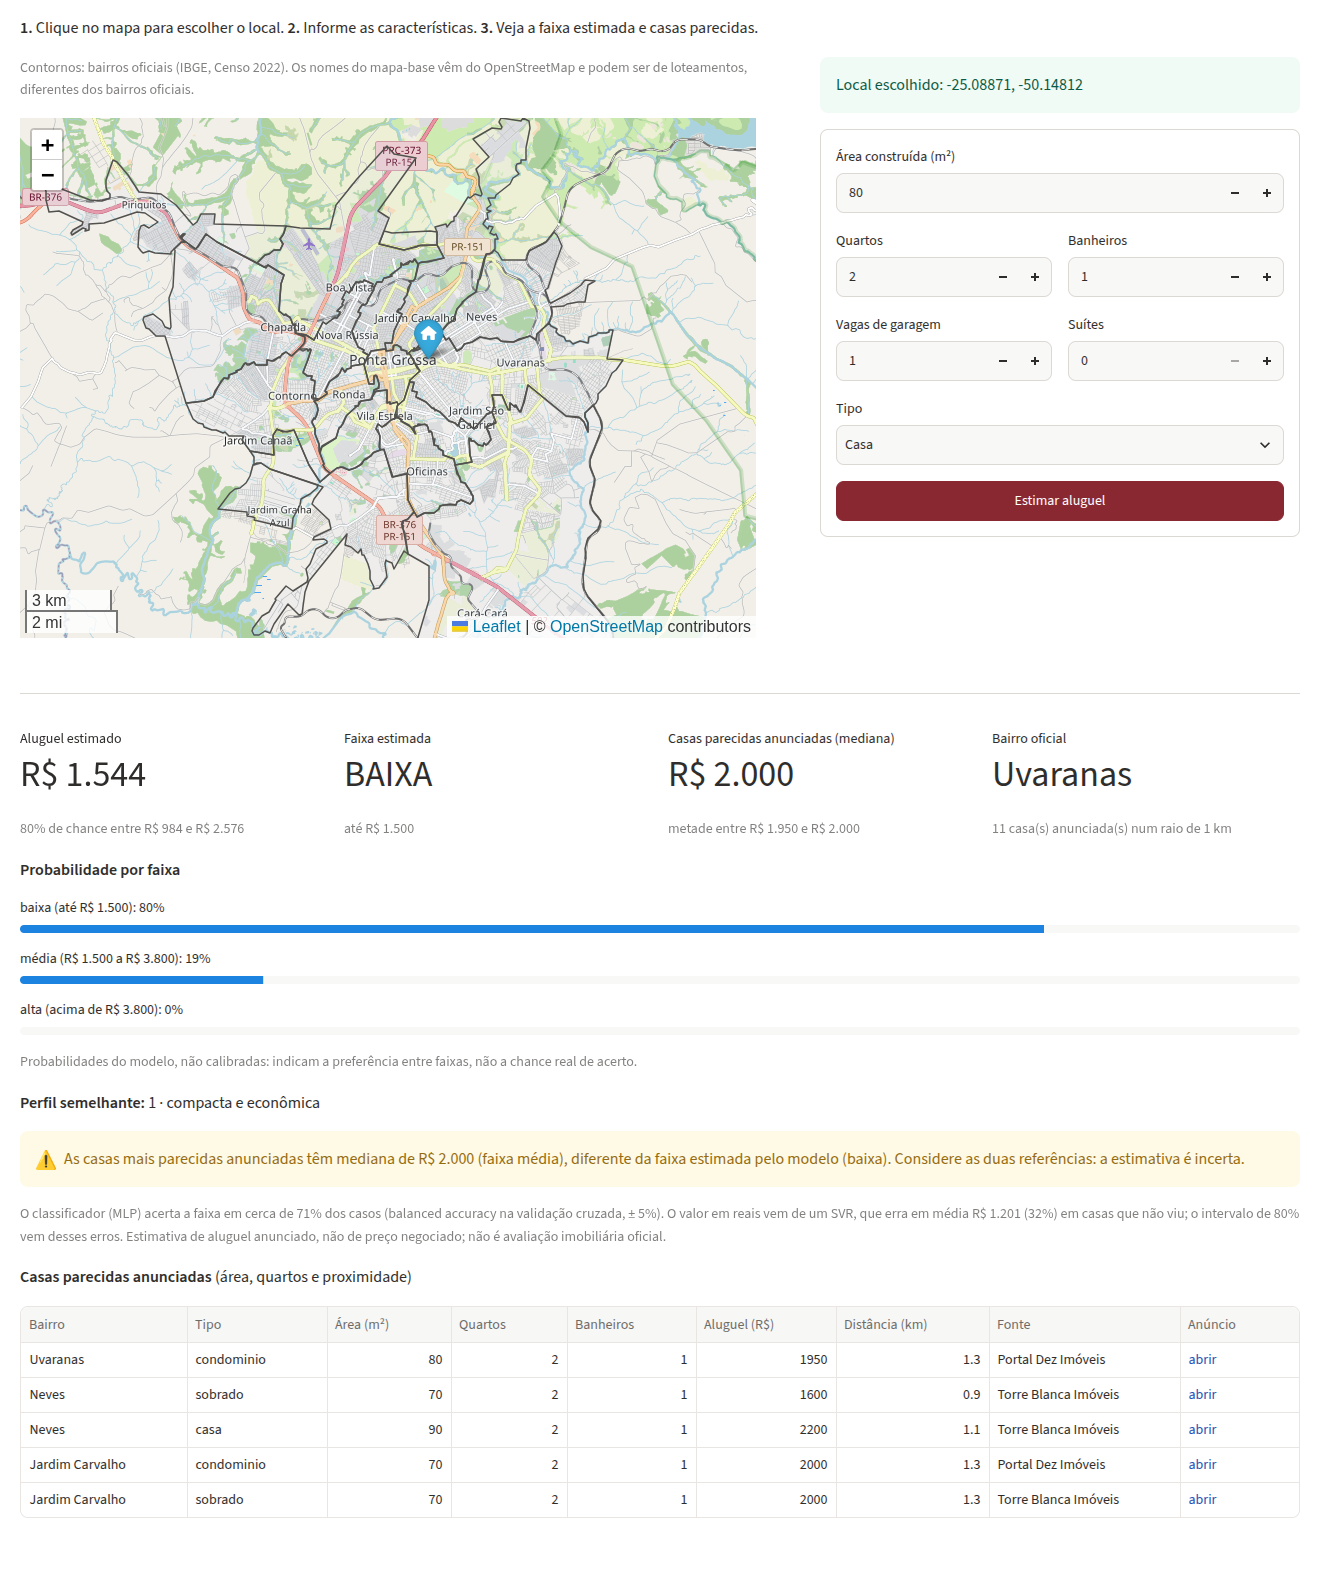 1. Clique no mapa para escolher o local. 2. Informe as características. 3. Veja a faixa estimada e casas parecidas.
Contornos: bairros oficiais (IBGE, Censo 2022). Os nomes do mapa-base vêm do OpenStreetMap e podem ser de loteamentos,
diferentes dos bairros oficiais.
+
−
PRC-373
PR-151
BR-376
Piriquitos
PR-151
Boa Vista
Jardim Carvalho
Neves
Chapada
Nova Rússia
Ponta Grossa
Uvaranas
Contorno
Ronda
Vila Estrela
Jardim São
Gabriel
Jardim Canaã
Oficinas
Jardim Gralha
Azul
BR-376
PR-151
Cará-Cará
3 km
2 mi
Leaflet | © OpenStreetMap contributors
Local escolhido: -25.08871, -50.14812
Área construída (m²)
80
Quartos
Banheiros
2
1
Vagas de garagem
Suítes
1
0
Tipo
Casa
Estimar aluguel
Aluguel estimado
R$ 1.544
80% de chance entre R$ 984 e R$ 2.576
Faixa estimada
BAIXA
até R$ 1.500
Casas parecidas anunciadas (mediana)
R$ 2.000
metade entre R$ 1.950 e R$ 2.000
Bairro oficial
Uvaranas
11 casa(s) anunciada(s) num raio de 1 km
Probabilidade por faixa
baixa (até R$ 1.500): 80%
média (R$ 1.500 a R$ 3.800): 19%
alta (acima de R$ 3.800): 0%
Probabilidades do modelo, não calibradas: indicam a preferência entre faixas, não a chance real de acerto.
Perfil semelhante: 1 · compacta e econômica
⚠️ As casas mais parecidas anunciadas têm mediana de R$ 2.000 (faixa média), diferente da faixa estimada pelo modelo (baixa). Considere as duas referências: a estimativa é incerta.
O classificador (MLP) acerta a faixa em cerca de 71% dos casos (balanced accuracy na validação cruzada, ± 5%). O valor em reais vem de um SVR, que erra em média R$ 1.201 (32%) em casas que não viu; o intervalo de 80%
vem desses erros. Estimativa de aluguel anunciado, não de preço negociado; não é avaliação imobiliária oficial.
Casas parecidas anunciadas (área, quartos e proximidade)
Bairro Tipo Área (m²) Quartos Banheiros Aluguel (R$) Distância (km) Fonte Anúncio
Uvaranas condominio 80 2 1 1950 1.3 Portal Dez Imóveis abrir
Neves sobrado 70 2 1 1600 0.9 Torre Blanca Imóveis abrir
Neves casa 90 2 1 2200 1.1 Torre Blanca Imóveis abrir
Jardim Carvalho condominio 70 2 1 2000 1.3 Portal Dez Imóveis abrir
Jardim Carvalho sobrado 70 2 1 2000 1.3 Torre Blanca Imóveis abrir